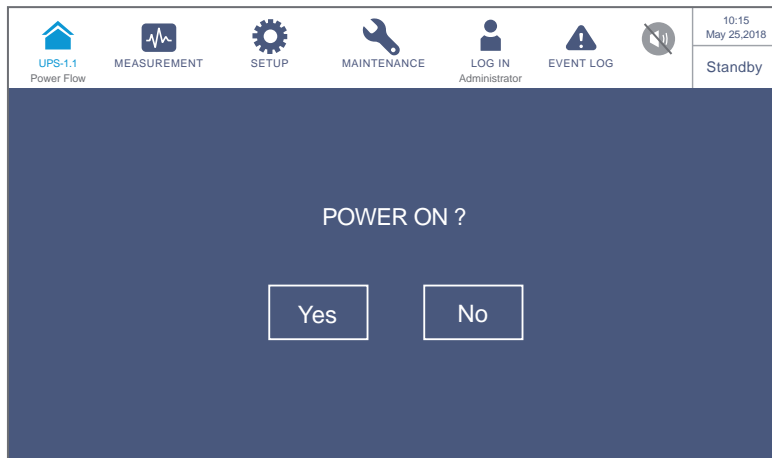 10:15
May 25,2018
UPS-1.1
Power Flow
MEASUREMENT
SETUP
MAINTENANCE
LOG IN
Administrator
EVENT LOG
Standby
POWER ON ?
Yes
No